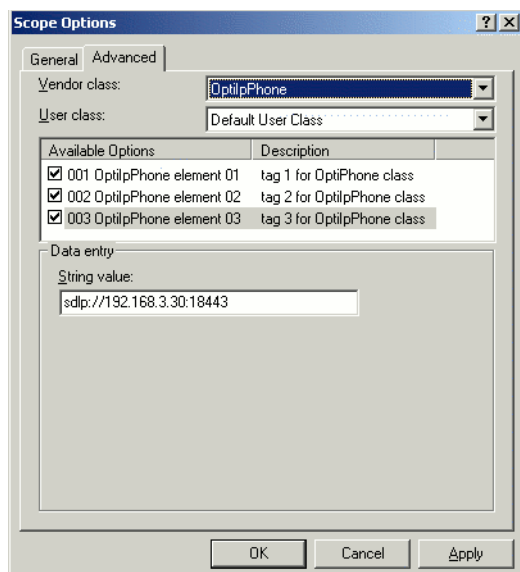 Scope Options
General Advanced
Vendor class: OptiIpPhone
User class: Default User Class
Available Options Description
001 OptiIpPhone element 01 tag 1 for OptiPhone class
002 OptiIpPhone element 02 tag 2 for OptiIpPhone class
003 OptiIpPhone element 03 tag 3 for OptiIpPhone class
Data entry
String value:
sdlp://192.168.3.30:18443
OK Cancel Apply